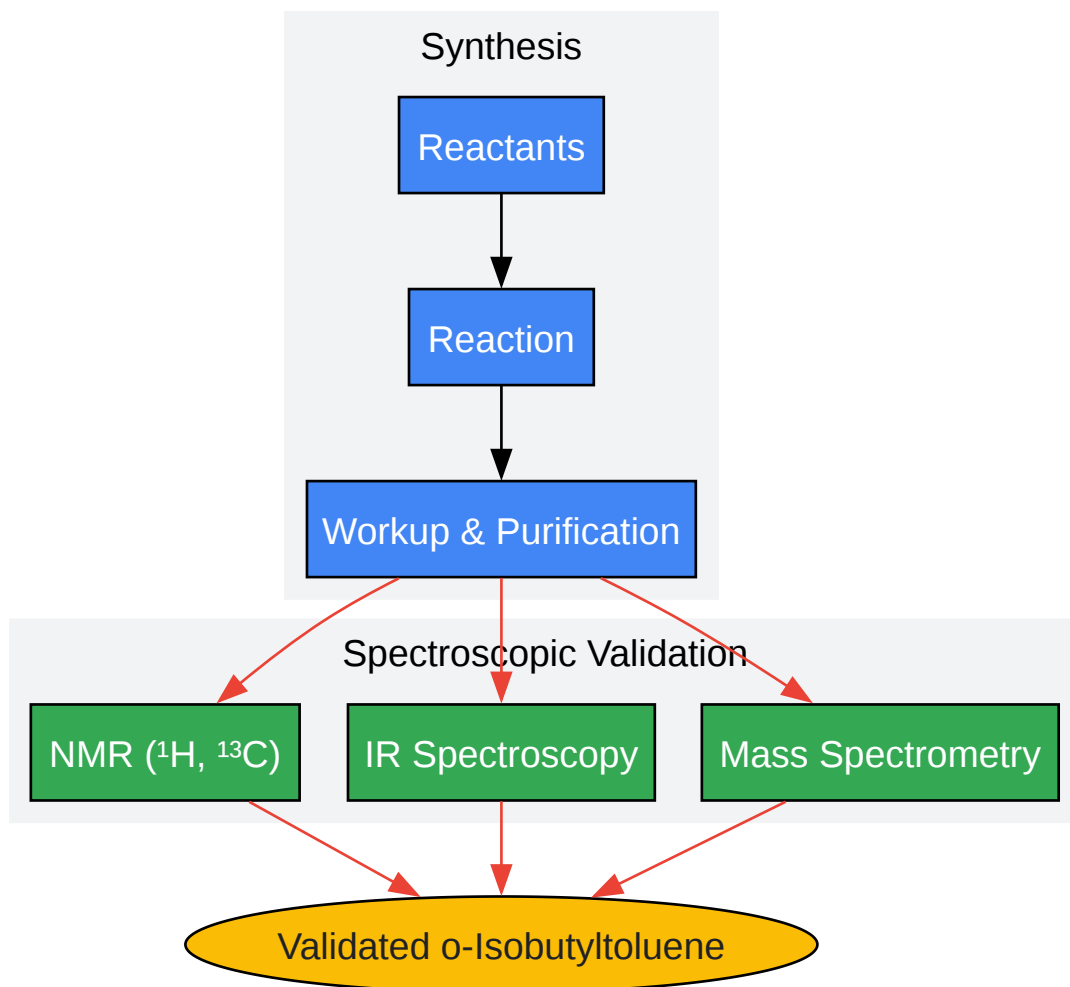 Synthesis
Reactants
Reaction
Workup & Purification
Spectroscopic Validation
NMR (¹H, ¹³C)
IR Spectroscopy
Mass Spectrometry
Validated o-Isobutyltoluene